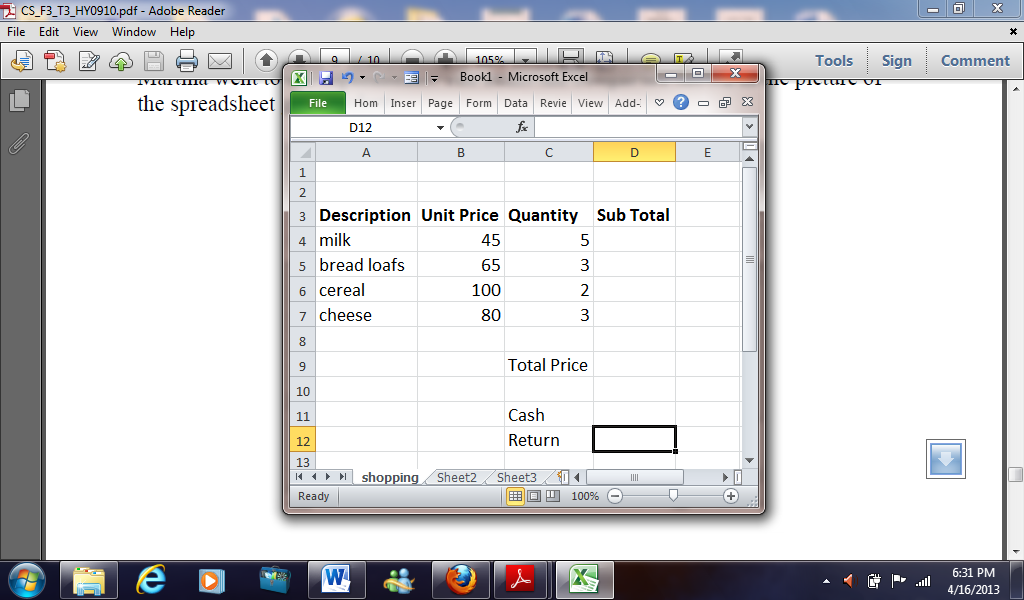 CS_F3_T3_HY0910.pdf - Adobe Reader
File Edit View Window Help
9 / 10 105%
Tools Sign Comment
Martha went to
picture of
the spreadsheet
Book1 - Microsoft Excel
File Hom Inser Page Form Data Revie View Add-
D12 fx
A B C D E
1
2
3 Description Unit Price Quantity Sub Total
4 milk 45 5
5 bread loafs 65 3
6 cereal 100 2
7 cheese 80 3
8
9 Total Price
10
11 Cash
12 Return
13
shopping Sheet2 Sheet3
Ready 100%
6:31 PM
4/16/2013